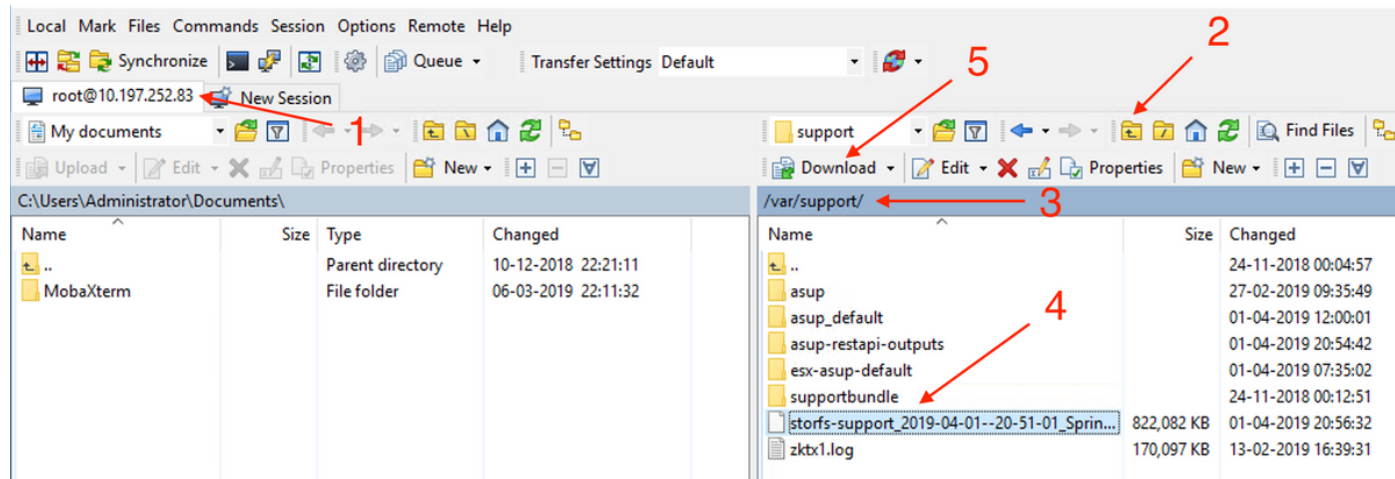 Local Mark Files Commands Session Options Remote Help
Synchronize Queue Transfer Settings Default
2
5
root@10.197.252.83 New Session
1
My documents
support Find Files
Upload Edit Properties New
Download Edit Properties New
C:\Users\Administrator\Documents\
/var/support/
3
Name Size Type Changed
.. Parent directory 10-12-2018 22:21:11
MobaXterm File folder 06-03-2019 22:11:32
Name Size Changed
.. 24-11-2018 00:04:57
asup 27-02-2019 09:35:49
asup_default 01-04-2019 12:00:01
4
asup-restapi-outputs 01-04-2019 20:54:42
esx-asup-default 01-04-2019 07:35:02
supportbundle 24-11-2018 00:12:51
storfs-support_2019-04-01--20-51-01_Sprin... 822,082 KB 01-04-2019 20:56:32
zktx1.log 170,097 KB 13-02-2019 16:39:31